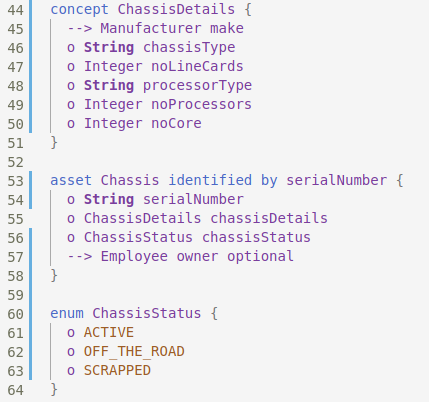 44 concept ChassisDetails {
45 --> Manufacturer make
46 o String chassisType
47 o Integer noLineCards
48 o String processorType
49 o Integer noProcessors
50 o Integer noCore
51 }
52
53 asset Chassis identified by serialNumber {
54 o String serialNumber
55 o ChassisDetails chassisDetails
56 o ChassisStatus chassisStatus
57 --> Employee owner optional
58 }
59
60 enum ChassisStatus {
61 o ACTIVE
62 o OFF_THE_ROAD
63 o SCRAPPED
64 }